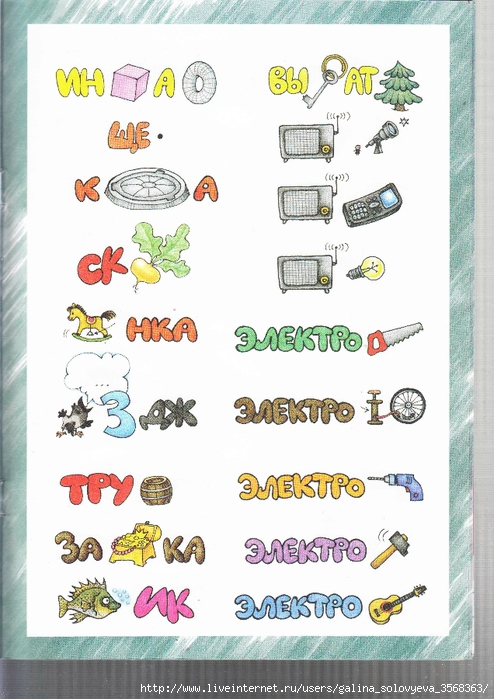 ИН А
ВЫ АТ
ЩЕ
К А
СК
НКА
ЭЛЕКТРО
З ДЖ
ЭЛЕКТРО
ТРУ
ЭЛЕКТРО
ЗА КА
ЭЛЕКТРО
ИК
ЭЛЕКТРО
http://www.liveinternet.ru/users/galina_solovyeva_3568363/